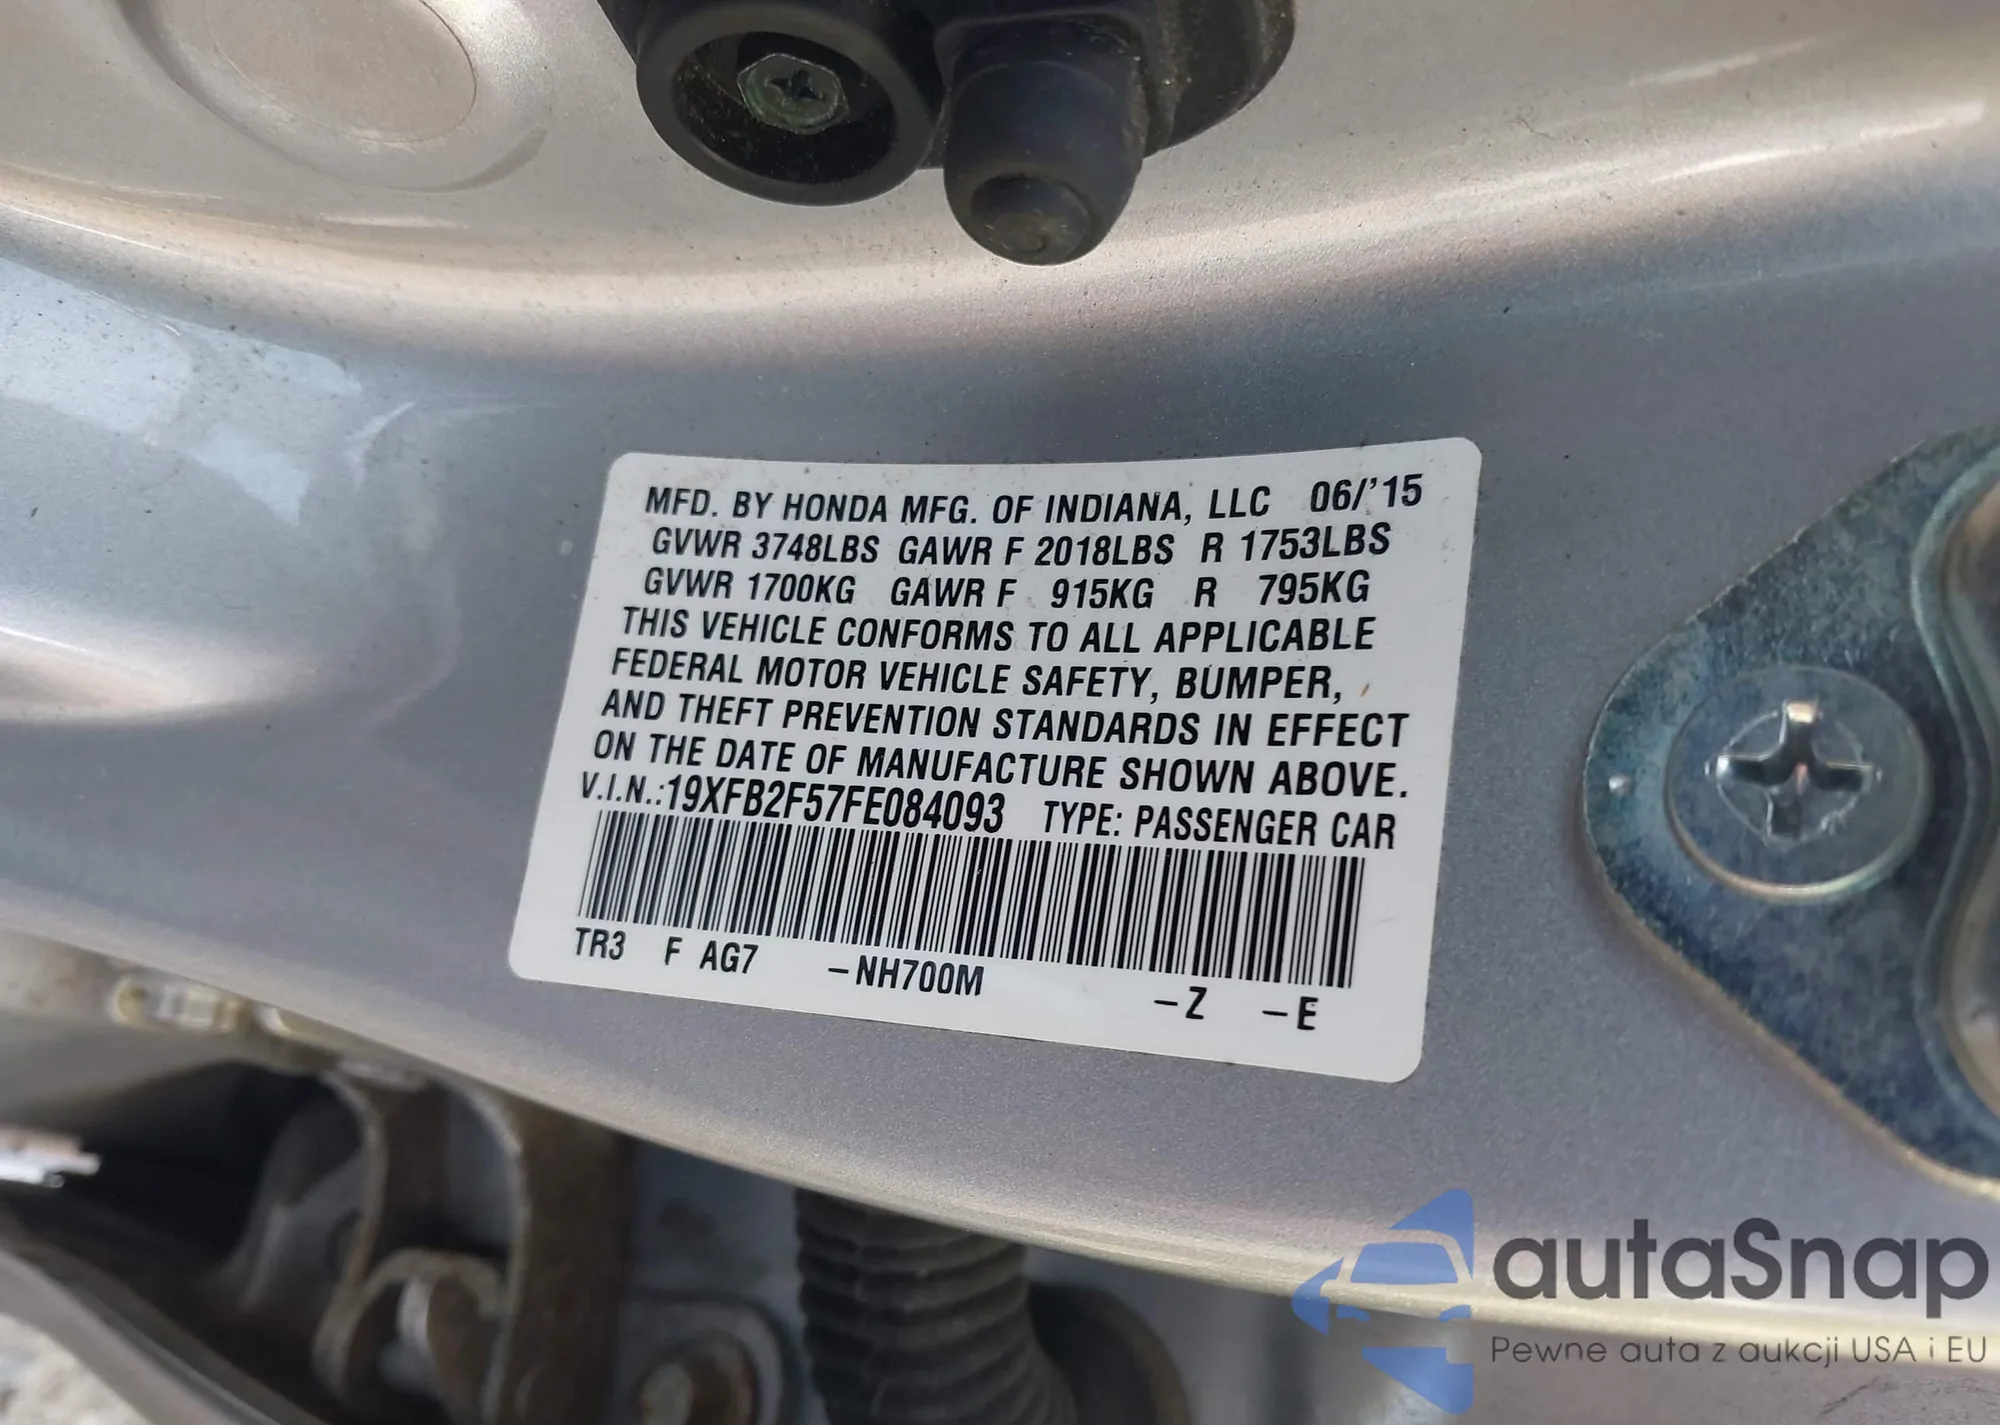 MFD. BY HONDA MFG. OF INDIANA, LLC 06/'15
GVWR 3748LBS GAWR F 2018LBS R 1753LBS
GVWR 1700KG GAWR F 915KG R 795KG
THIS VEHICLE CONFORMS TO ALL APPLICABLE
FEDERAL MOTOR VEHICLE SAFETY, BUMPER,
AND THEFT PREVENTION STANDARDS IN EFFECT
ON THE DATE OF MANUFACTURE SHOWN ABOVE.
V.I.N.:19XFB2F57FE084093 TYPE: PASSENGER CAR
TR3 F AG7 -NH700M -Z -E
autaSnap
Pewne auta z aukcji USA i EU